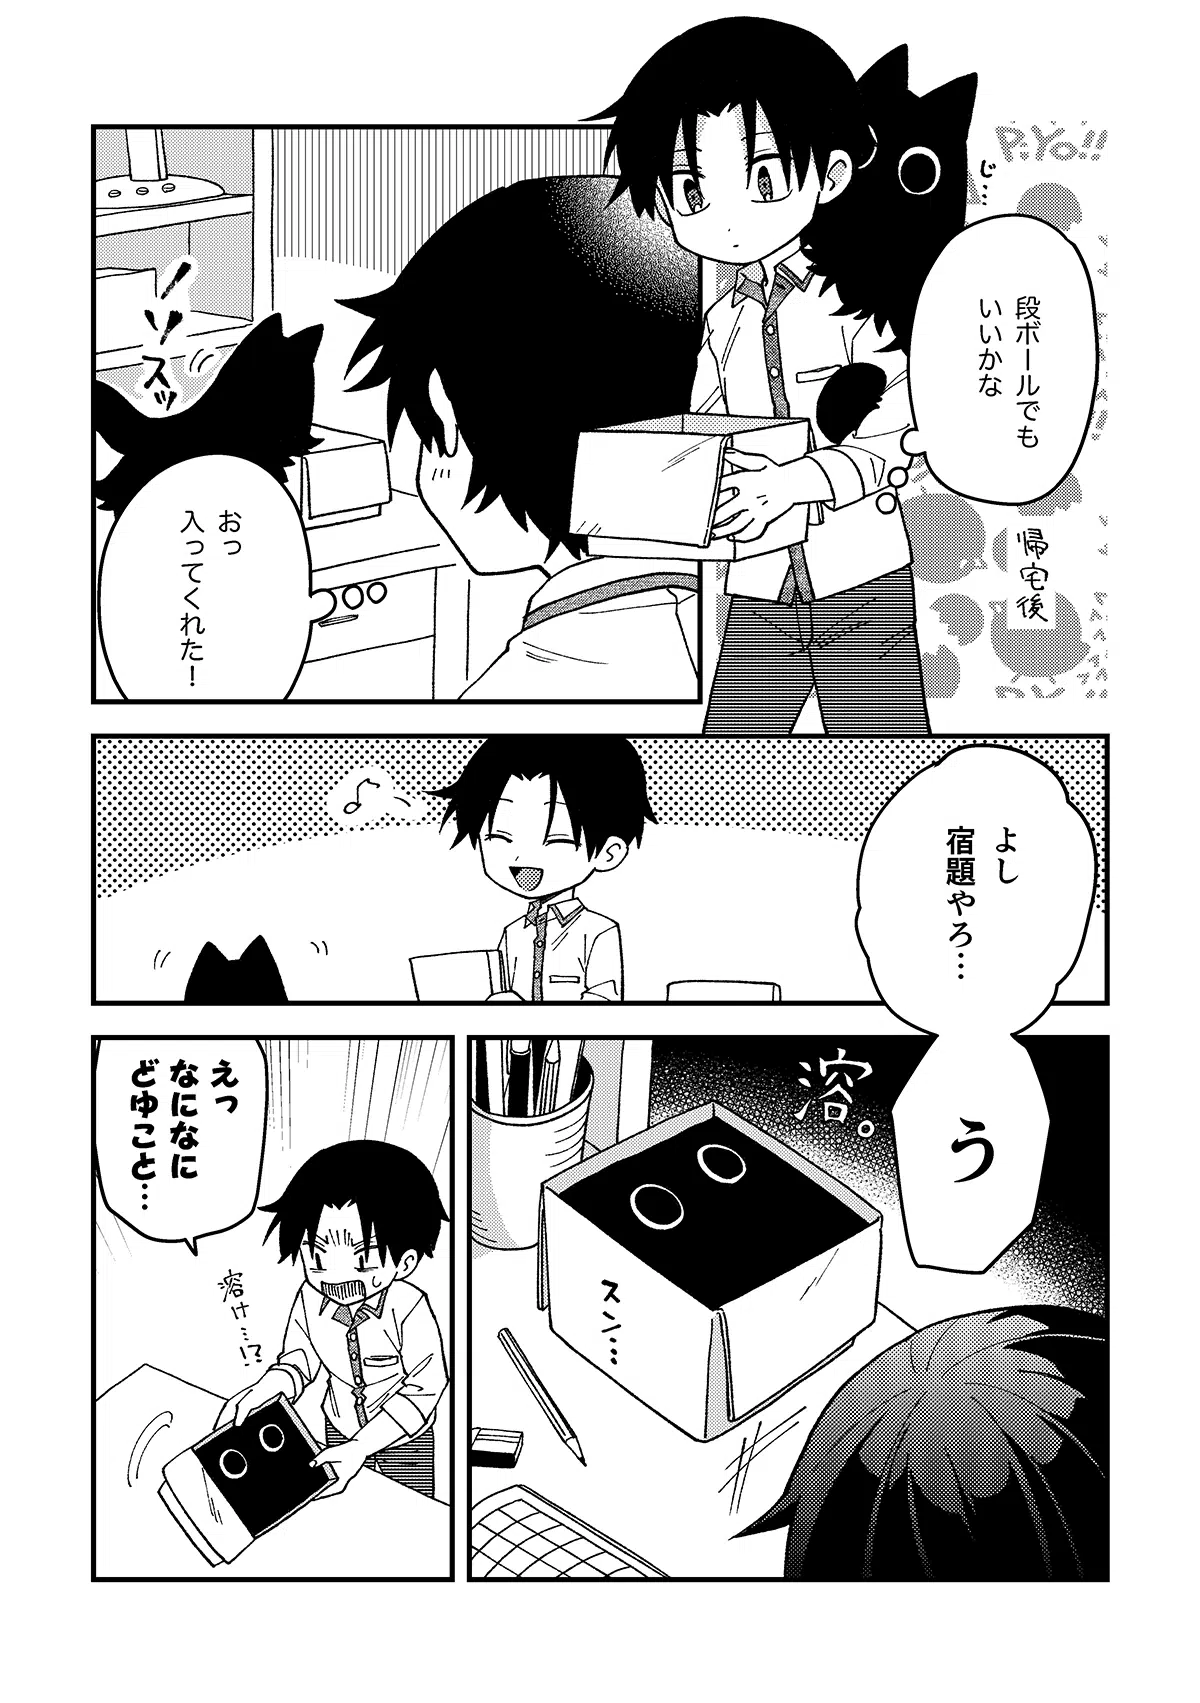 P.Yo!!
じ…
段ボールでも
いいかな
帰宅後
ノソ
スッ
おっ
入ってくれた!
よし
宿題やろ…
う
溶。
スン…
えっ
なになに
どゆこと…
溶け…!?